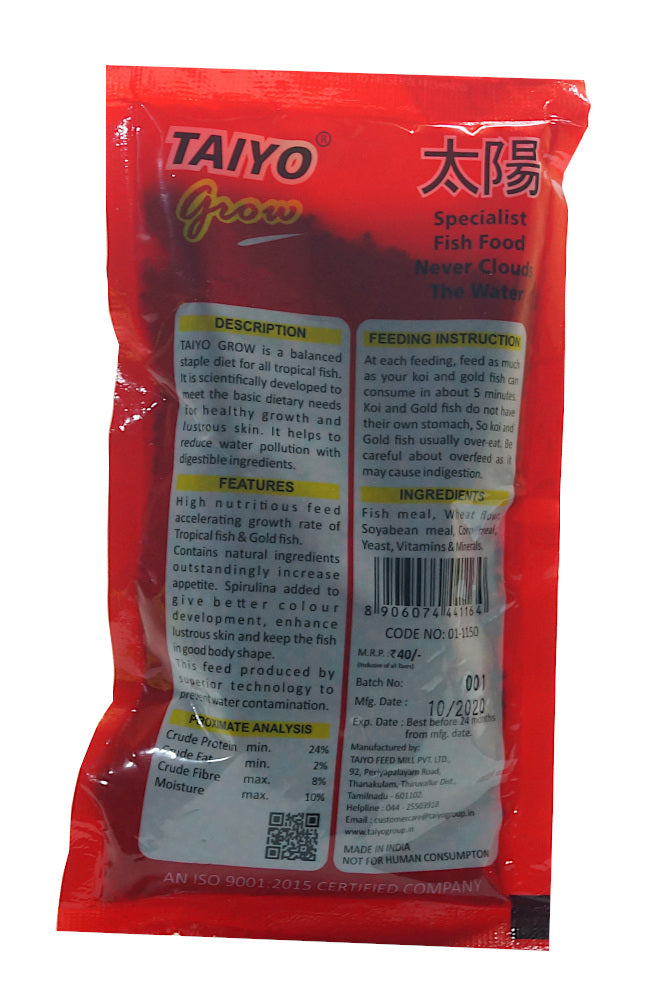 TAIYO®
Grow
太陽
Specialist
Fish Food
Never Clouds
The Water
DESCRIPTION
TAIYO GROW is a balanced
staple diet for all tropical fish.
It is scientifically developed to
meet the basic dietary needs
for healthy growth and
lustrous skin. It helps to
reduce water pollution with
digestible ingredients.
FEATURES
High nutritious feed
accelerating growth rate of
Tropical fish & Gold fish.
Contains natural ingredients
outstandingly increase
appetite. Spirulina added to
give better colour
development, enhance
lustrous skin and keep the fish
in good body shape.
This feed produced by
superior technology to
prevent water contamination.
PROXIMATE ANALYSIS
Crude Protein min. 24%
Crude Fat min. 2%
Crude Fibre max. 8%
Moisture max. 10%
FEEDING INSTRUCTION
At each feeding, feed as much
as your koi and gold fish can
consume in about 5 minutes.
Koi and Gold fish do not have
their own stomach, So koi and
Gold fish usually over-eat. Be
careful about overfeed as it
may cause indigestion.
INGREDIENTS
Fish meal, Wheat flour,
Soyabean meal, Corn meal,
Yeast, Vitamins & Minerals.
8 906074 441164
CODE NO: 01-1150
M.R.P. : ₹40/-
(Inclusive of all Taxes)
Batch No: 001
Mfg. Date : 10/2020
Exp. Date : Best before 24 months
from mfg. date.
Manufactured by:
TAIYO FEED MILL PVT. LTD.,
92, Periyapalayam Road,
Thanakulam, Thiruvallur Dist.,
Tamilnadu - 601102.
Helpline : 044 - 25503918
Email : customercare@taiyogroup.in
www.taiyogroup.in
MADE IN INDIA
NOT FOR HUMAN CONSUMPTON
AN ISO 9001:2015 CERTIFIED COMPANY